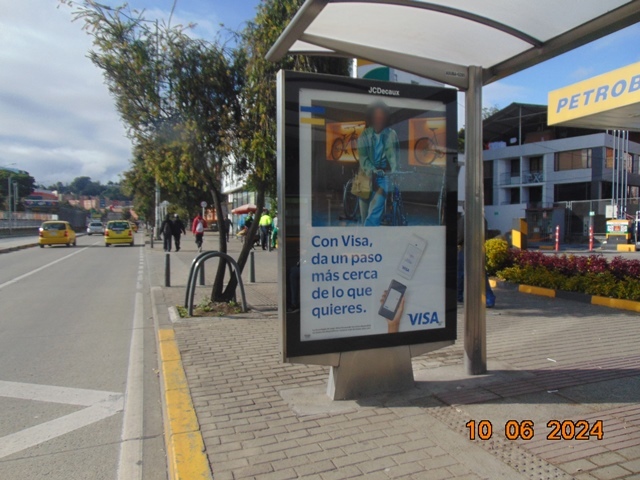 JCDecaux
PETROB
Con Visa,
da un paso
más cerca
de lo que
quieres.
VISA
10 06 2024